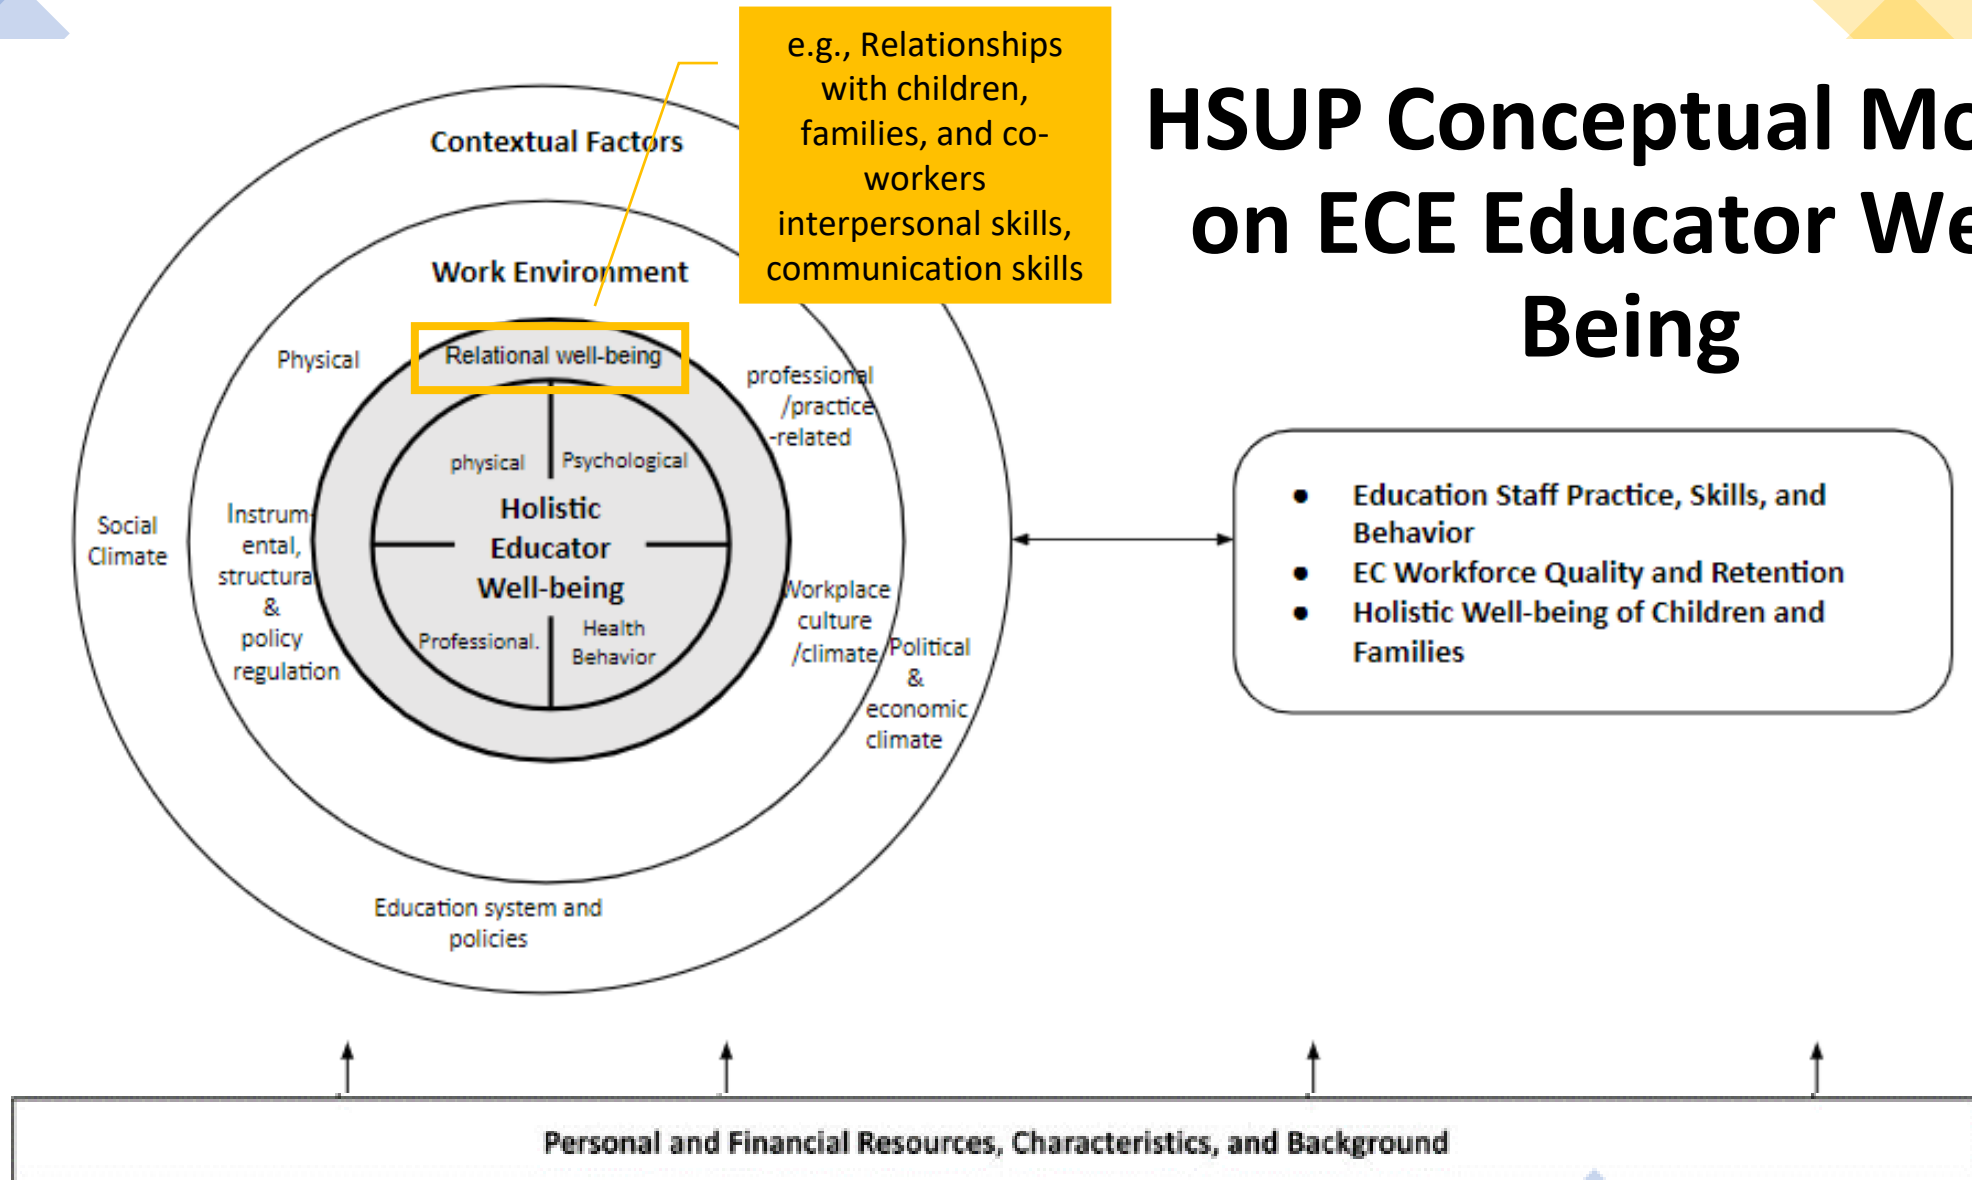 e.g., Relationships
with children,
families, and co-
workers
interpersonal skills,
communication skills
HSUP Conceptual Mo
on ECE Educator We
Being
Contextual Factors
Work Environment
Physical
Relational well-being
professional
/practice
-related
physical
Psychological
Holistic
Educator
Well-being
Professional.
Health
Behavior
Social
Climate
Instrum-
ental,
structura
&
policy
regulation
Workplace
culture
/climate
Political
&
economic
climate
Education system and
policies
● Education Staff Practice, Skills, and
Behavior
● EC Workforce Quality and Retention
● Holistic Well-being of Children and
Families
Personal and Financial Resources, Characteristics, and Background